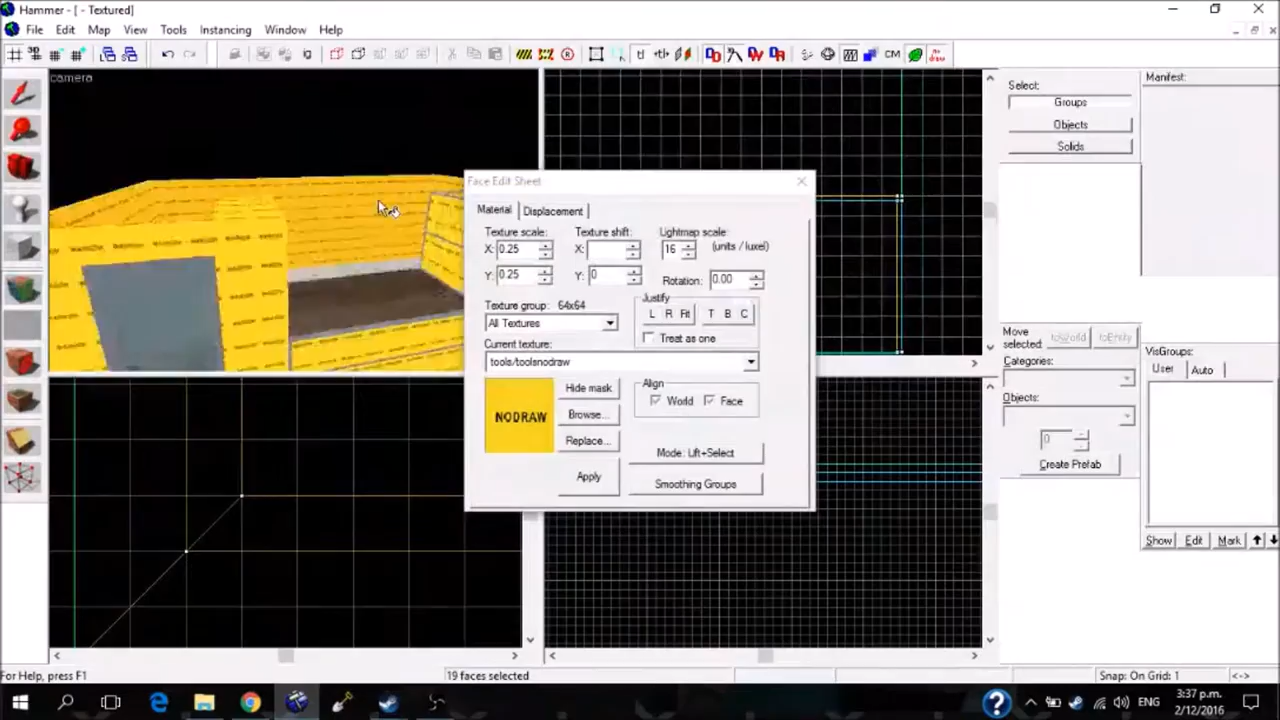 Hammer - [ - Textured]
File Edit Map View Tools Instancing Window Help
CM
camera
Select:
Groups
Objects
Solids
Manifest:
Face Edit Sheet
Material Displacement
Texture scale: Texture shift: Lightmap scale:
X: 0.25 X: 16 (units / luxel)
Y: 0.25 Y: 0 Rotation: 0.00
Texture group: 64x64 Justify
All Textures L R Fit T B C
Treat as one
Current texture:
tools/toolsnodraw
Hide mask Align
NODRAW Browse... World Face
Replace...
Mode: Lift+Select
Apply
Smoothing Groups
Move selected: toWorld toEntity
Categories:
Objects:
0
Create Prefab
VisGroups:
User Auto
Show Edit Mark
For Help, press F1 19 faces selected Snap: On Grid: 1 <->
ENG
3:37 p.m.
2/12/2016